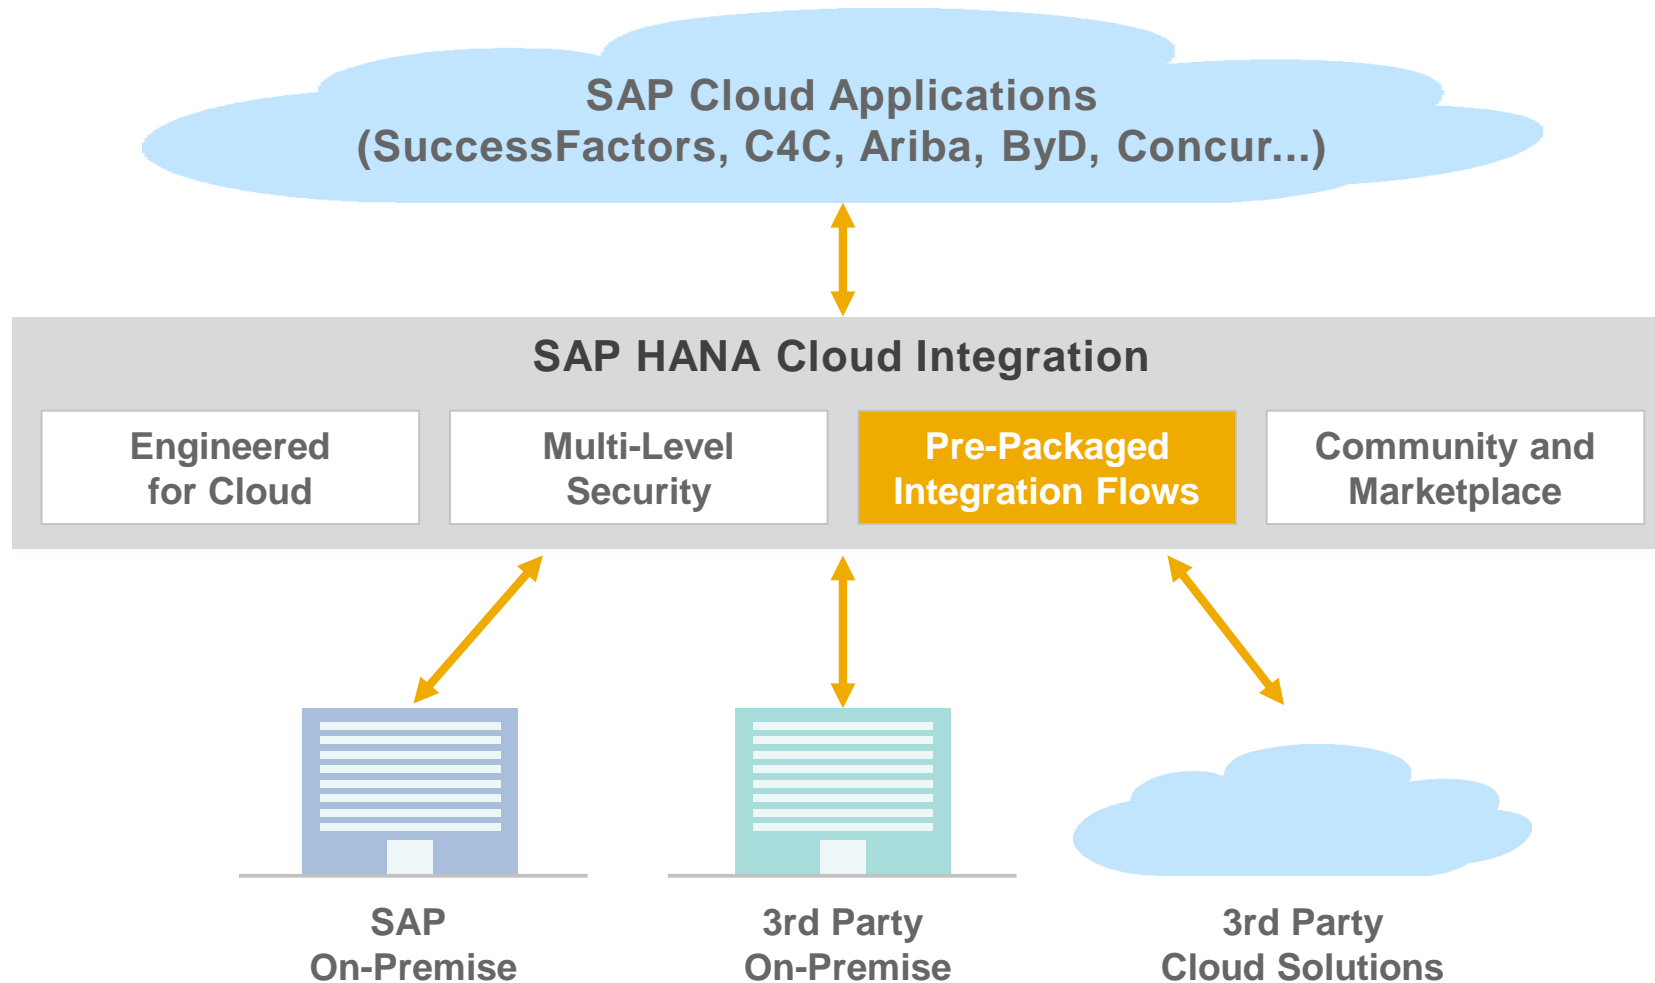 SAP Cloud Applications
(SuccessFactors, C4C, Ariba, ByD, Concur...)
SAP HANA Cloud Integration
Engineered
for Cloud
Multi-Level
Security
Pre-Packaged
Integration Flows
Community and
Marketplace
SAP
On-Premise
3rd Party
On-Premise
3rd Party
Cloud Solutions